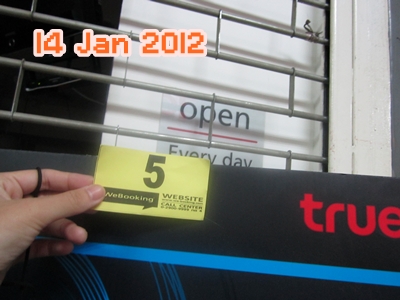 14 Jan 2012
open
Every day
5
WeBooking
WEBSITE
CALL CENTER
true